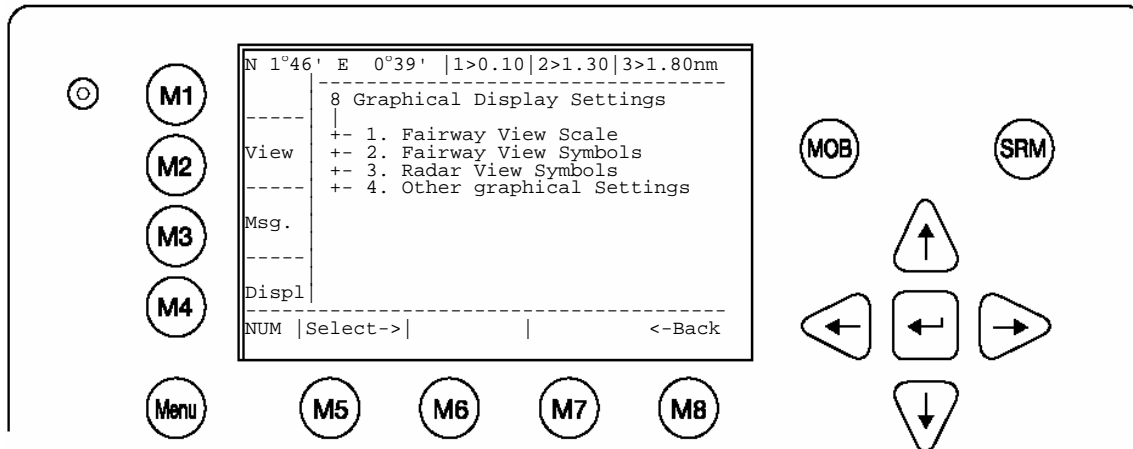 N 1°46' E 0°39' |1>0.10|2>1.30|3>1.80nm
8 Graphical Display Settings
+- 1. Fairway View Scale
+- 2. Fairway View Symbols
+- 3. Radar View Symbols
+- 4. Other graphical Settings
View
Msg.
Displ
NUM |Select->| | <-Back
M1
M2
M3
M4
Menu
M5
M6
M7
M8
MOB
SRM